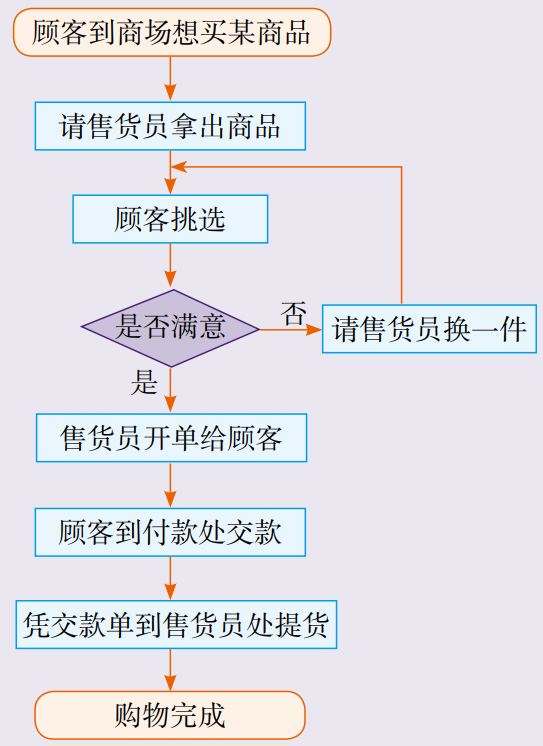 顾客到商场想买某商品
请售货员拿出商品
顾客挑选
是否满意
否
请售货员换一件
是
售货员开单给顾客
顾客到付款处交款
凭交款单到售货员处提货
购物完成